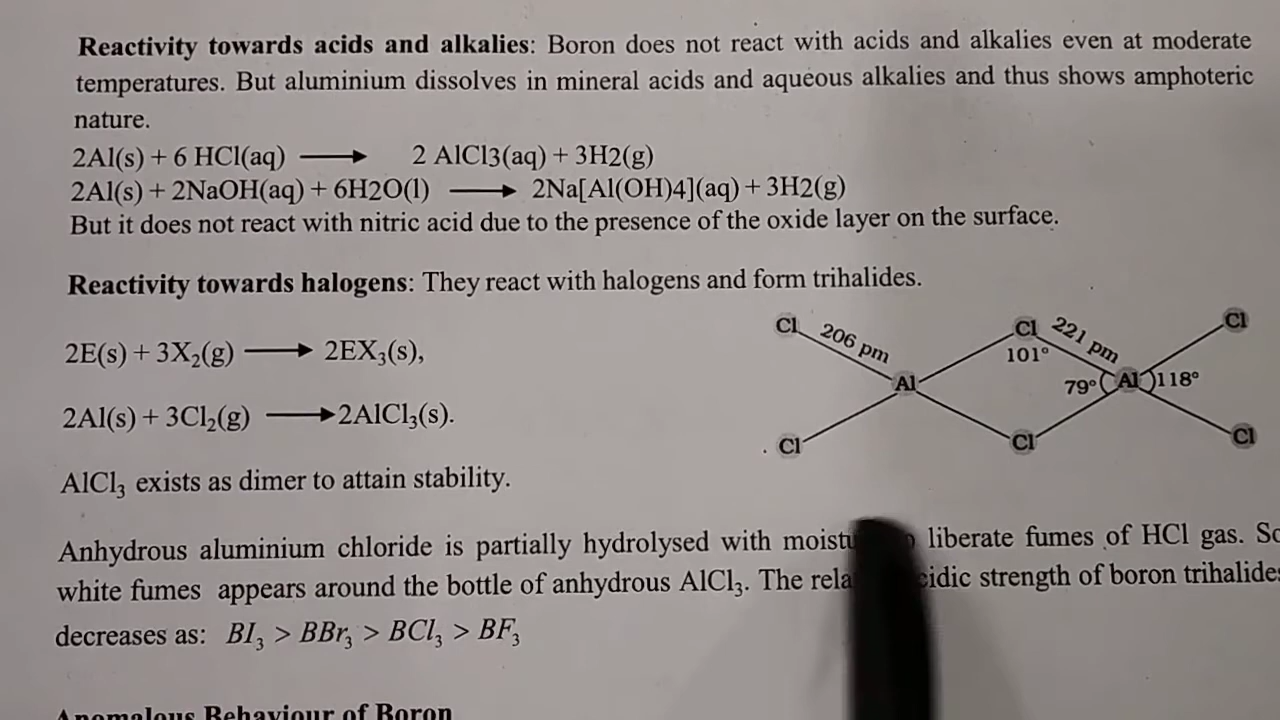 Reactivity towards acids and alkalies: Boron does not react with acids and alkalies even at moderate
temperatures. But aluminium dissolves in mineral acids and aqueous alkalies and thus shows amphoteric
nature.
2Al(s) + 6 HCl(aq) ⟶ 2 AlCl3(aq) + 3H2(g)
2Al(s) + 2NaOH(aq) + 6H2O(l) ⟶ 2Na[Al(OH)4](aq) + 3H2(g)
But it does not react with nitric acid due to the presence of the oxide layer on the surface.
Reactivity towards halogens: They react with halogens and form trihalides.
2E(s) + 3X₂(g) ⟶ 2EX₃(s),
2Al(s) + 3Cl₂(g) ⟶ 2AlCl₃(s).
AlCl₃ exists as dimer to attain stability.
Cl 206 pm Cl 221 pm Cl
101°
Al 79° Al 118°
Cl Cl Cl
Anhydrous aluminium chloride is partially hydrolysed with liberate fumes of HCl gas.
white fumes appears around the bottle of anhydrous AlCl₃. The strength of boron
decreases as: BI₃ > BBr₃ > BCl₃ > BF₃
Anomalous Behaviour of Boron